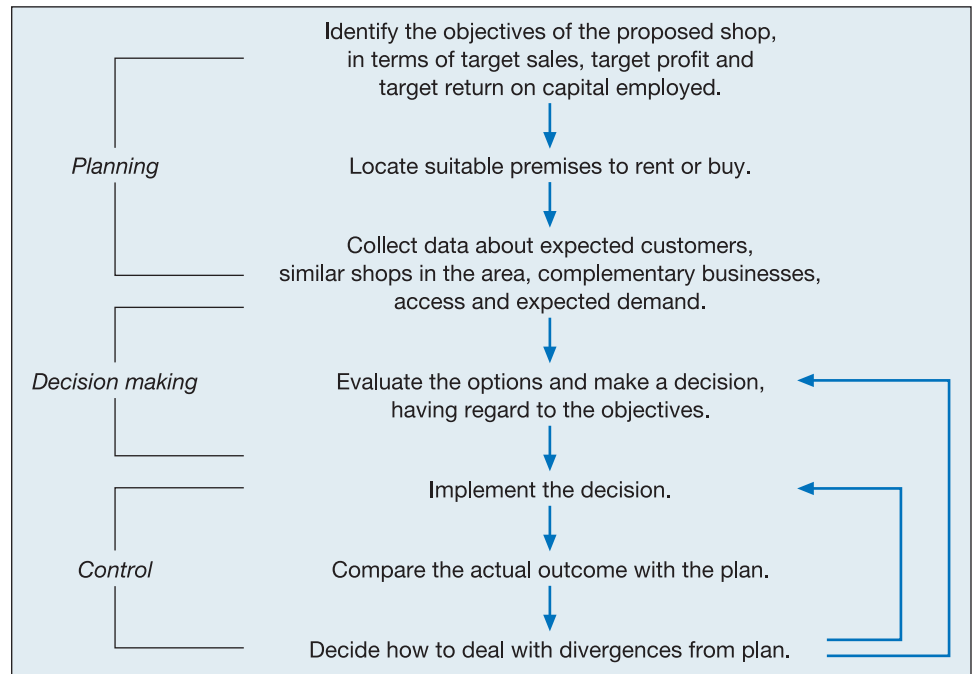 Identify the objectives of the proposed shop,
in terms of target sales, target profit and
target return on capital employed.
Planning
Locate suitable premises to rent or buy.
Collect data about expected customers,
similar shops in the area, complementary businesses,
access and expected demand.
Decision making
Evaluate the options and make a decision,
having regard to the objectives.
Implement the decision.
Control
Compare the actual outcome with the plan.
Decide how to deal with divergences from plan.